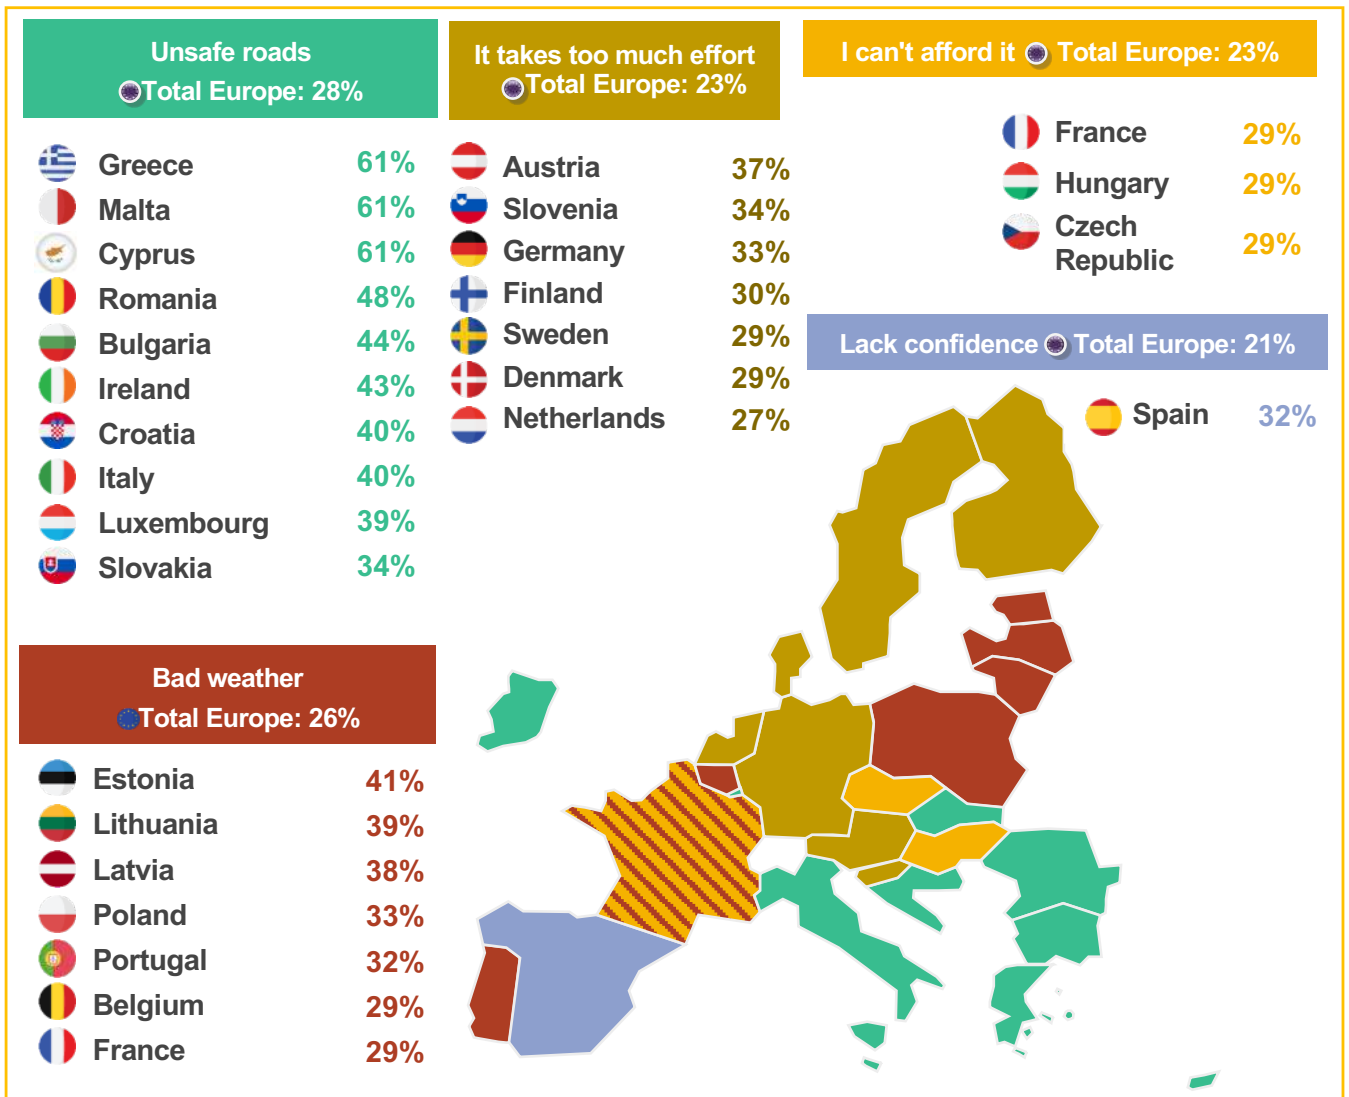 Unsafe roads
Total Europe: 28%
Greece 61%
Malta 61%
Cyprus 61%
Romania 48%
Bulgaria 44%
Ireland 43%
Croatia 40%
Italy 40%
Luxembourg 39%
Slovakia 34%
It takes too much effort
Total Europe: 23%
Austria 37%
Slovenia 34%
Germany 33%
Finland 30%
Sweden 29%
Denmark 29%
Netherlands 27%
I can't afford it Total Europe: 23%
France 29%
Hungary 29%
Czech
Republic 29%
Lack confidence Total Europe: 21%
Spain 32%
Bad weather
Total Europe: 26%
Estonia 41%
Lithuania 39%
Latvia 38%
Poland 33%
Portugal 32%
Belgium 29%
France 29%